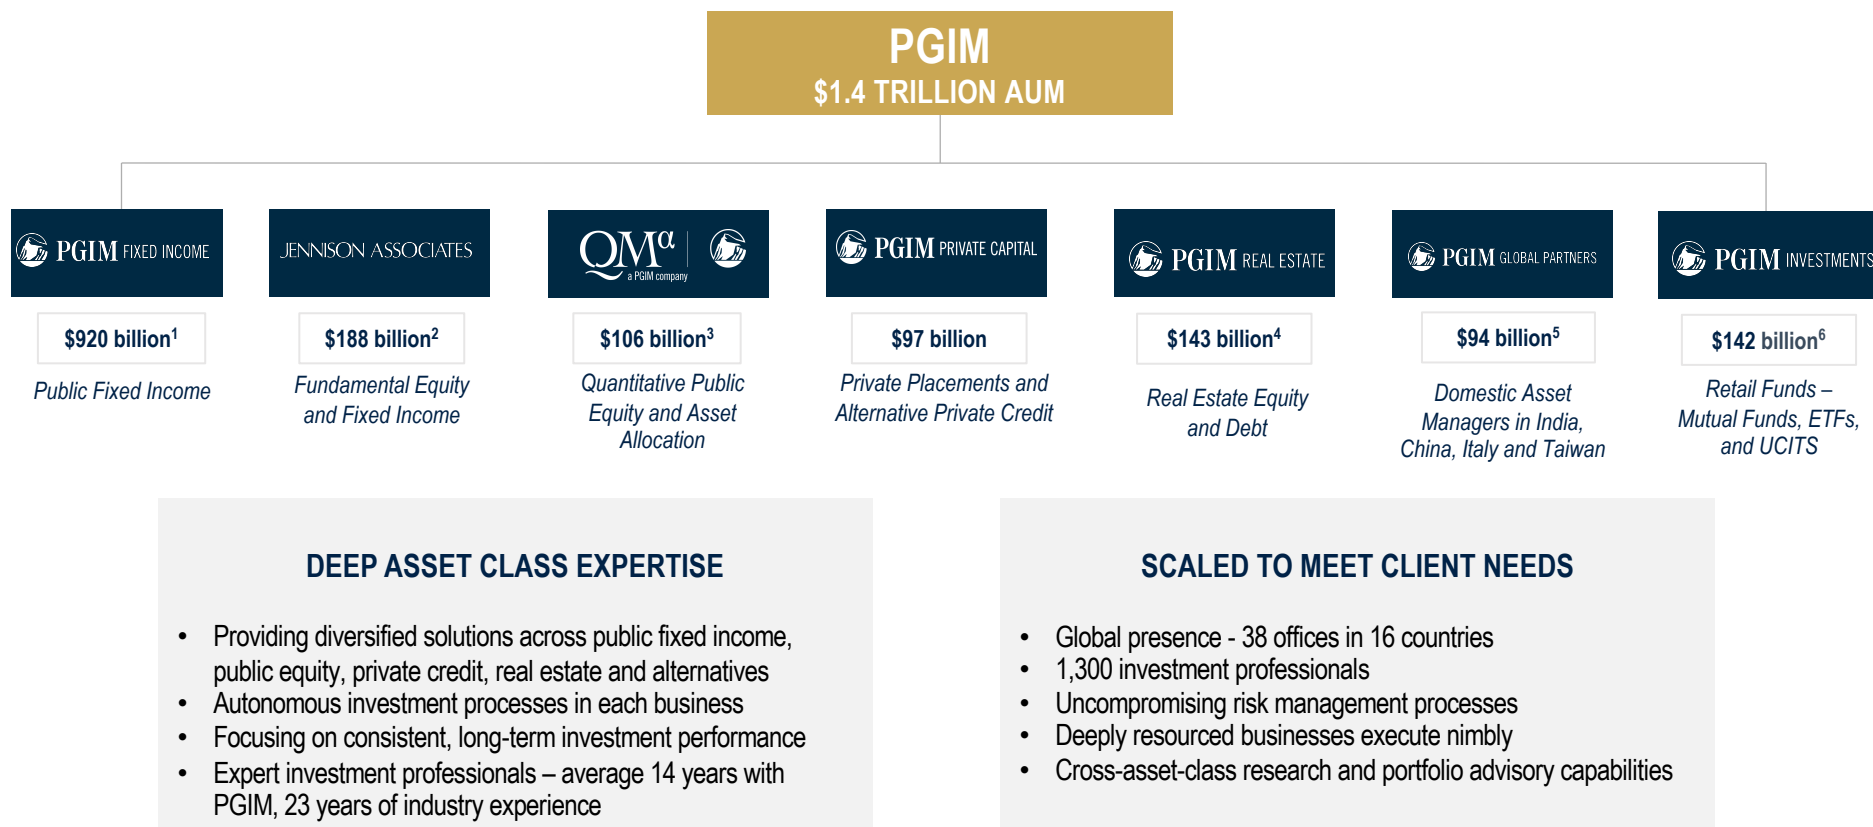 PGIM
$1.4 TRILLION AUM
PGIM FIXED INCOME
JENNISON ASSOCIATES
QMα
a PGIM company
PGIM PRIVATE CAPITAL
PGIM REAL ESTATE
PGIM GLOBAL PARTNERS
PGIM INVESTMENTS
$920 billion1
$188 billion2
$106 billion3
$97 billion
$143 billion4
$94 billion5
$142 billion6
Public Fixed Income
Fundamental Equity
and Fixed Income
Quantitative Public
Equity and Asset
Allocation
Private Placements and
Alternative Private Credit
Real Estate Equity
and Debt
Domestic Asset
Managers in India,
China, Italy and Taiwan
Retail Funds –
Mutual Funds, ETFs,
and UCITS
DEEP ASSET CLASS EXPERTISE
• Providing diversified solutions across public fixed income,
public equity, private credit, real estate and alternatives
• Autonomous investment processes in each business
• Focusing on consistent, long-term investment performance
• Expert investment professionals – average 14 years with
PGIM, 23 years of industry experience
SCALED TO MEET CLIENT NEEDS
• Global presence - 38 offices in 16 countries
• 1,300 investment professionals
• Uncompromising risk management processes
• Deeply resourced businesses execute nimbly
• Cross-asset-class research and portfolio advisory capabilities